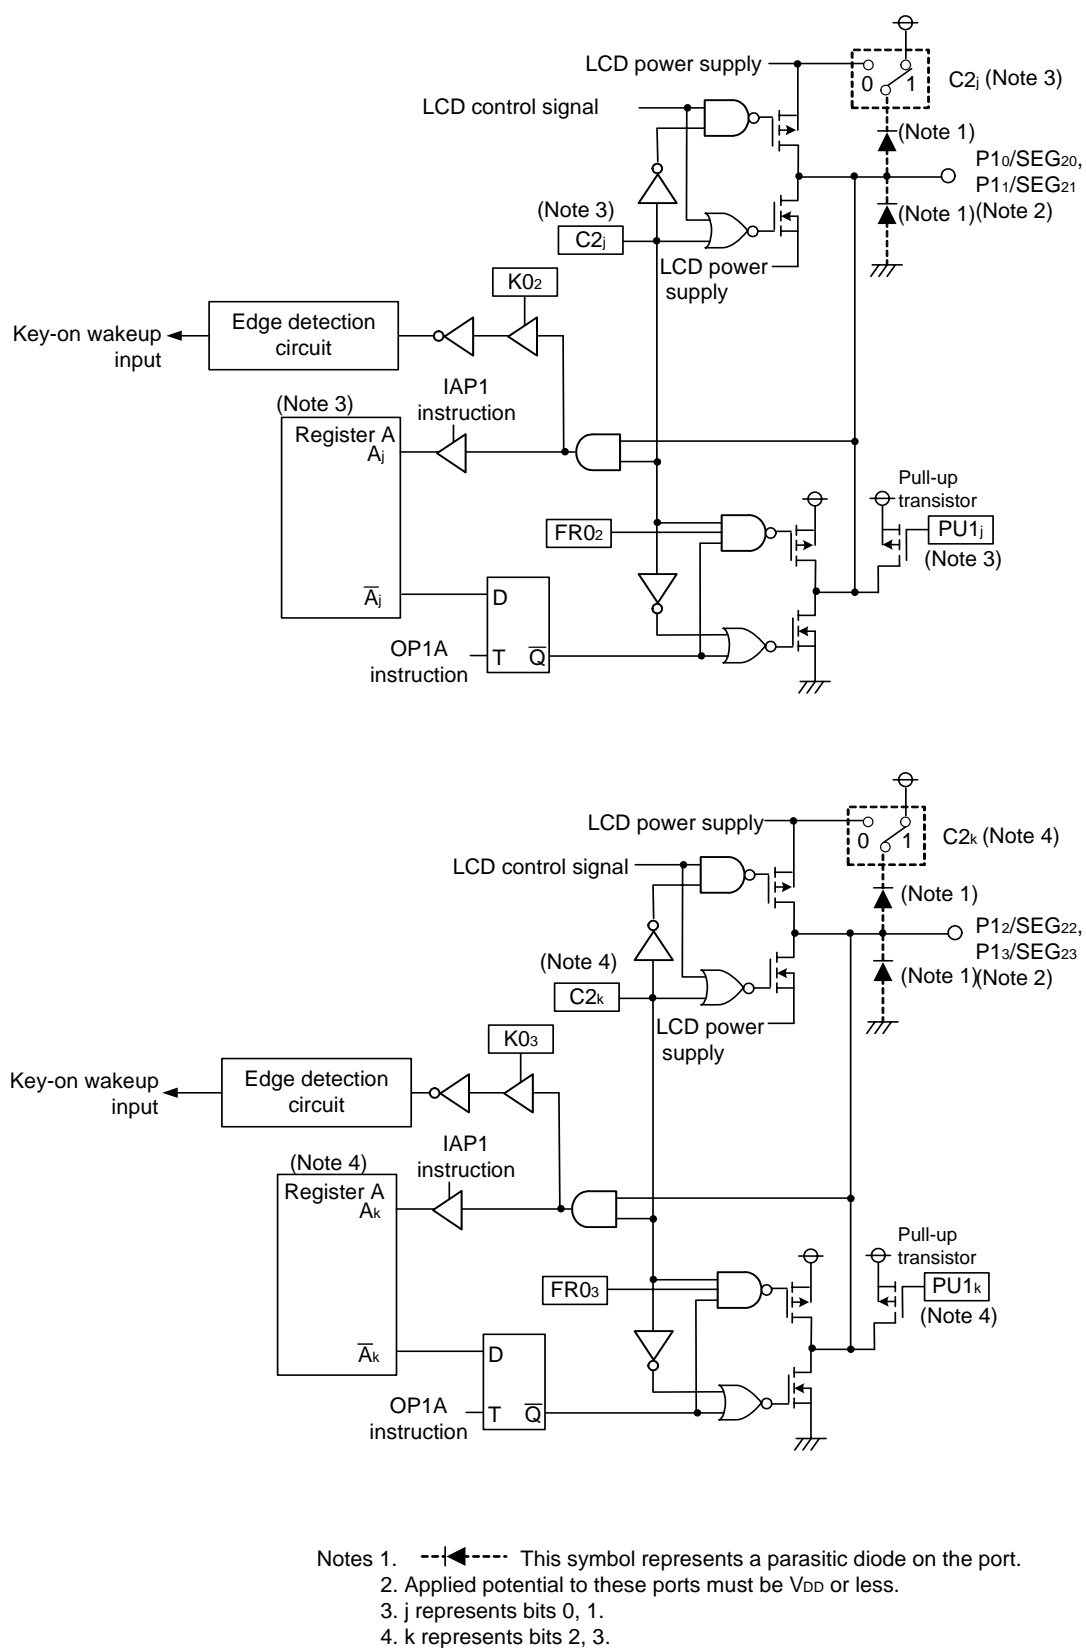 LCD power supply
0 1
C2j (Note 3)
LCD control signal
(Note 1)
P10/SEG20,
P11/SEG21
(Note 1)(Note 2)
(Note 3)
C2j
LCD power
supply
K02
Key-on wakeup
input
Edge detection
circuit
IAP1
instruction
(Note 3)
Register A
Aj
Pull-up
transistor
FR02
PU1j
(Note 3)
A̅j
D
OP1A
instruction
T Q̅
LCD power supply
0 1
C2k (Note 4)
LCD control signal
(Note 1)
P12/SEG22,
P13/SEG23
(Note 1)(Note 2)
(Note 4)
C2k
LCD power
supply
K03
Key-on wakeup
input
Edge detection
circuit
IAP1
instruction
(Note 4)
Register A
Ak
Pull-up
transistor
FR03
PU1k
(Note 4)
A̅k
D
OP1A
instruction
T Q̅
Notes 1. This symbol represents a parasitic diode on the port.
2. Applied potential to these ports must be VDD or less.
3. j represents bits 0, 1.
4. k represents bits 2, 3.